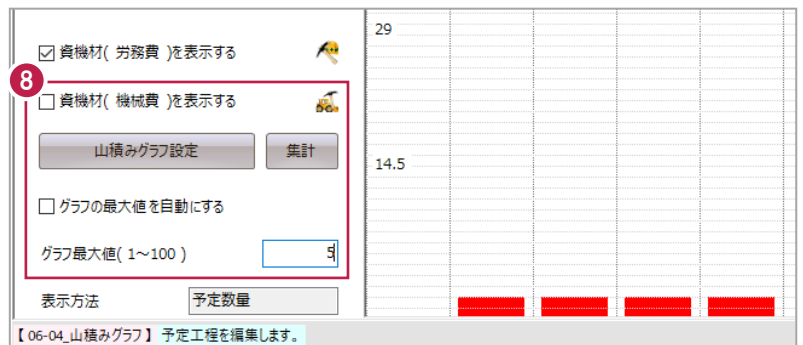 資機材( 労務費 )を表示する
8
資機材( 機械費 )を表示する
山積みグラフ設定 集計
グラフの最大値を自動にする
グラフ最大値( 1～100 ) 5
表示方法 予定数量
29
14.5
【 06-04_山積みグラフ 】 予定工程を編集します。